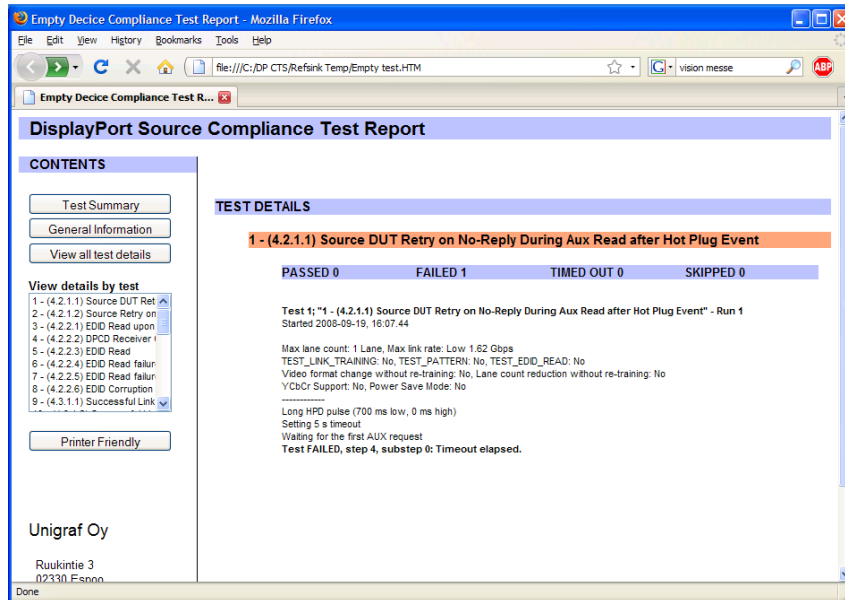 Empty Decice Compliance Test Report - Mozilla Firefox
File Edit View History Bookmarks Tools Help
file:///C:/DP CTS/Refsink Temp/Empty test.HTM
G vision messe
ABP
Empty Decice Compliance Test R...
DisplayPort Source Compliance Test Report
CONTENTS
Test Summary
General Information
View all test details
View details by test
1 - (4.2.1.1) Source DUT Ret
2 - (4.2.1.2) Source Retry on
3 - (4.2.2.1) EDID Read upon
4 - (4.2.2.2) DPCD Receiver
5 - (4.2.2.3) EDID Read
6 - (4.2.2.4) EDID Read failur
7 - (4.2.2.5) EDID Read failur
8 - (4.2.2.6) EDID Corruption
9 - (4.3.1.1) Successful Link
Printer Friendly
Unigraf Oy
Ruukintie 3
02330 Espoo
TEST DETAILS
1 - (4.2.1.1) Source DUT Retry on No-Reply During Aux Read after Hot Plug Event
PASSED 0 FAILED 1 TIMED OUT 0 SKIPPED 0
Test 1; "1 - (4.2.1.1) Source DUT Retry on No-Reply During Aux Read after Hot Plug Event" - Run 1
Started 2008-09-19, 16:07.44
Max lane count: 1 Lane, Max link rate: Low 1.62 Gbps
TEST_LINK_TRAINING: No, TEST_PATTERN: No, TEST_EDID_READ: No
Video format change without re-training: No, Lane count reduction without re-training: No
YCbCr Support: No, Power Save Mode: No
------------
Long HPD pulse (700 ms low, 0 ms high)
Setting 5 s timeout
Waiting for the first AUX request
Test FAILED, step 4, substep 0: Timeout elapsed.
Done